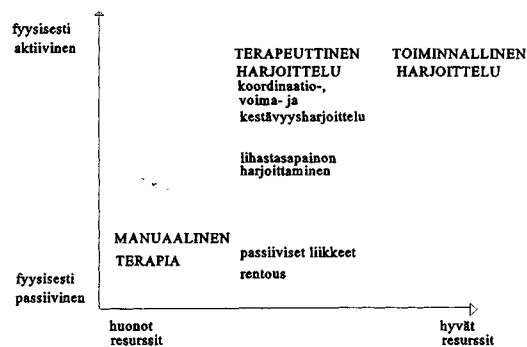 fyysisesti
aktiivinen
TERAPEUTTINEN
HARJOITTELU
koordinaatio-,
voima- ja
kestävyysharjoittelu
TOIMINNALLINEN
HARJOITTELU
lihastasapainon
harjoittaminen
MANUAALINEN
TERAPIA
passiiviset liikkeet
rentous
fyysisesti
passiivinen
huonot
resurssit
hyvät
resurssit